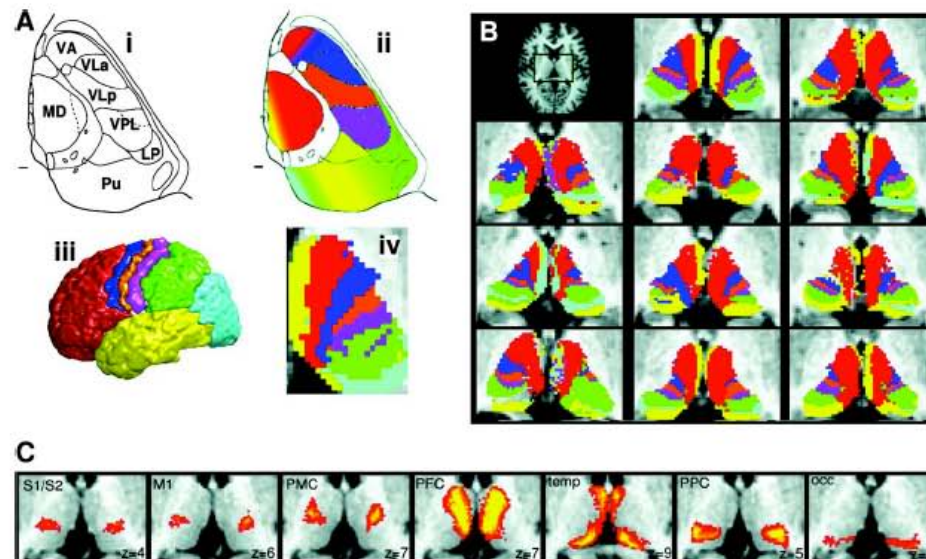 A
i
VA
VLa
VLp
MD
VPL
LP
Pu
ii
iii
iv
B
C
S1/S2
z=4
M1
z=6
PMC
z=7
PFC
z=7
temp
z=9
PPC
z=5
occ